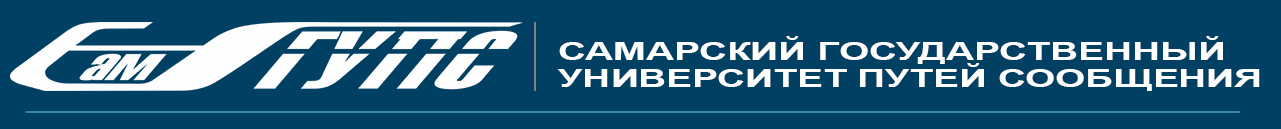 СамГУПС
САМАРСКИЙ ГОСУДАРСТВЕННЫЙ
УНИВЕРСИТЕТ ПУТЕЙ СООБЩЕНИЯ